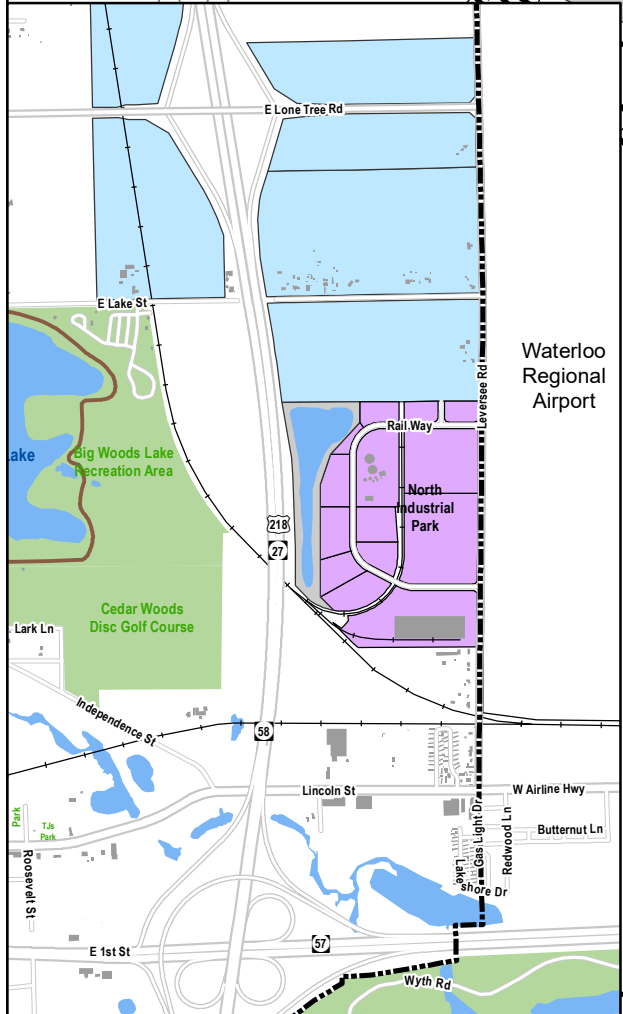 E Lone Tree Rd
E Lake St
Waterloo
Regional
Airport
Leversee Rd
Rail Way
Lake
Big Woods Lake
Recreation Area
North
Industrial
Park
218
27
Cedar Woods
Disc Golf Course
Lark Ln
Independence St
58
Lincoln St
W Airline Hwy
Gas Light Dr
Redwood Ln
Butternut Ln
Park
TJs
Park
Roosevelt St
Lake
shore Dr
57
E 1st St
Wyth Rd